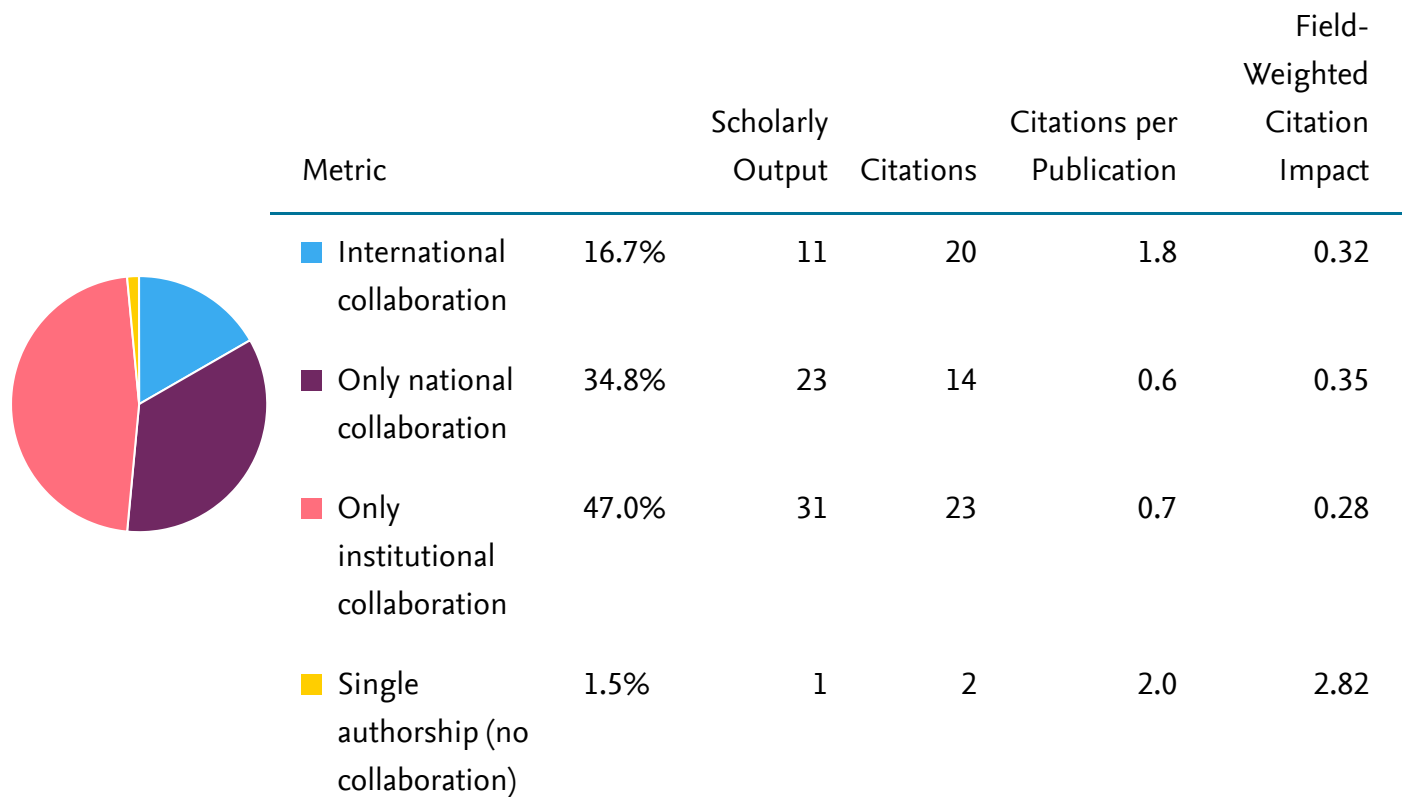 Field-
Weighted
Scholarly Citations per Citation
Metric Output Citations Publication Impact
International 16.7% 11 20 1.8 0.32
collaboration
Only national 34.8% 23 14 0.6 0.35
collaboration
Only 47.0% 31 23 0.7 0.28
institutional
collaboration
Single 1.5% 1 2 2.0 2.82
authorship (no
collaboration)